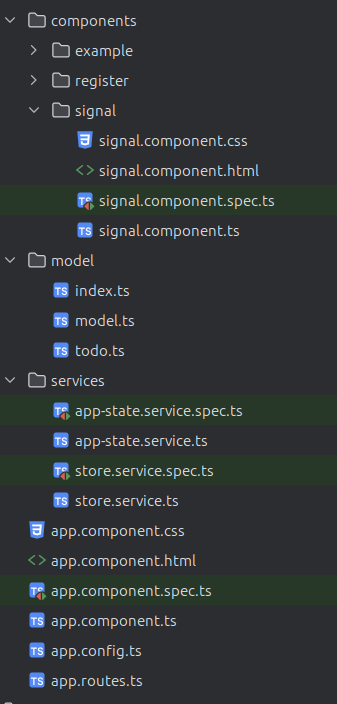 components
example
register
signal
signal.component.css
<> signal.component.html
TS signal.component.spec.ts
TS signal.component.ts
model
TS index.ts
TS model.ts
TS todo.ts
services
TS app-state.service.spec.ts
TS app-state.service.ts
TS store.service.spec.ts
TS store.service.ts
app.component.css
<> app.component.html
TS app.component.spec.ts
TS app.component.ts
TS app.config.ts
TS app.routes.ts